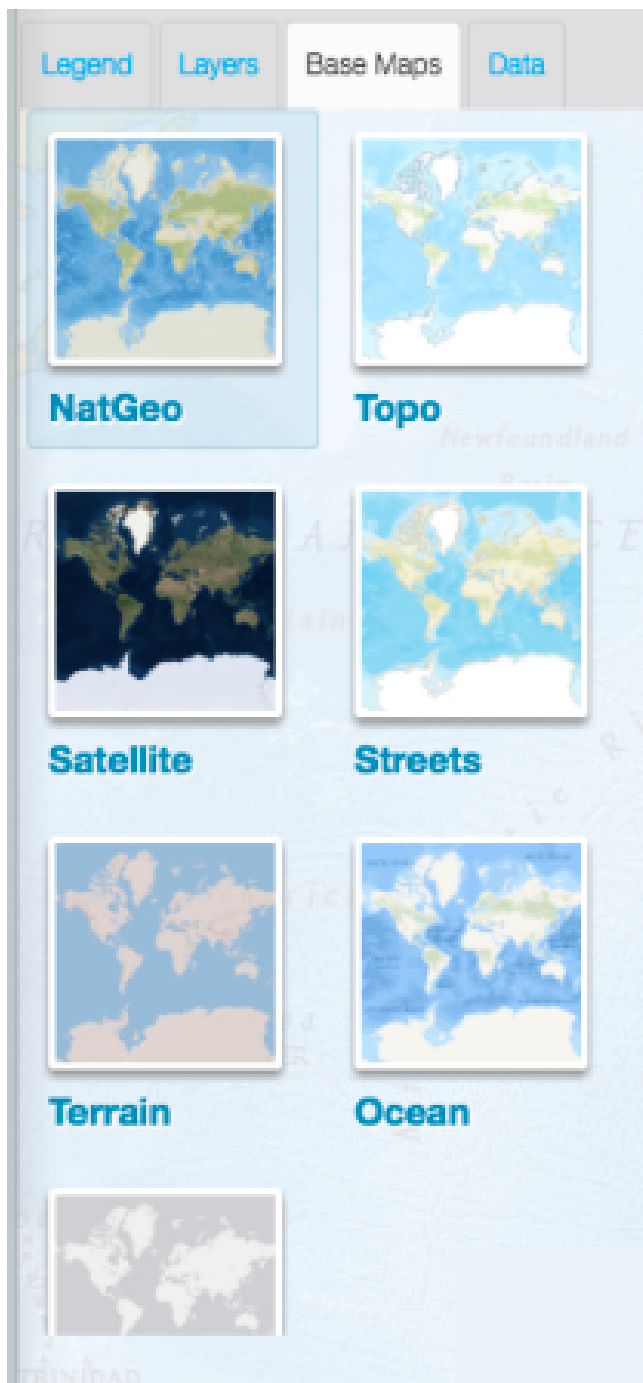 Legend Layers Base Maps Data
NatGeo Topo
Newfoundland
Satellite Streets
Terrain Ocean
TRINIDAD